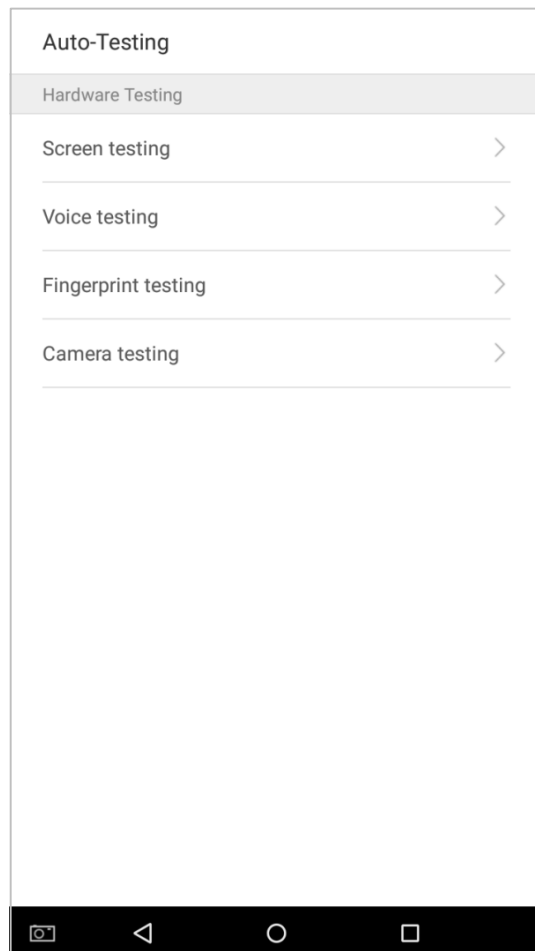 Auto-Testing
Hardware Testing
Screen testing
Voice testing
Fingerprint testing
Camera testing